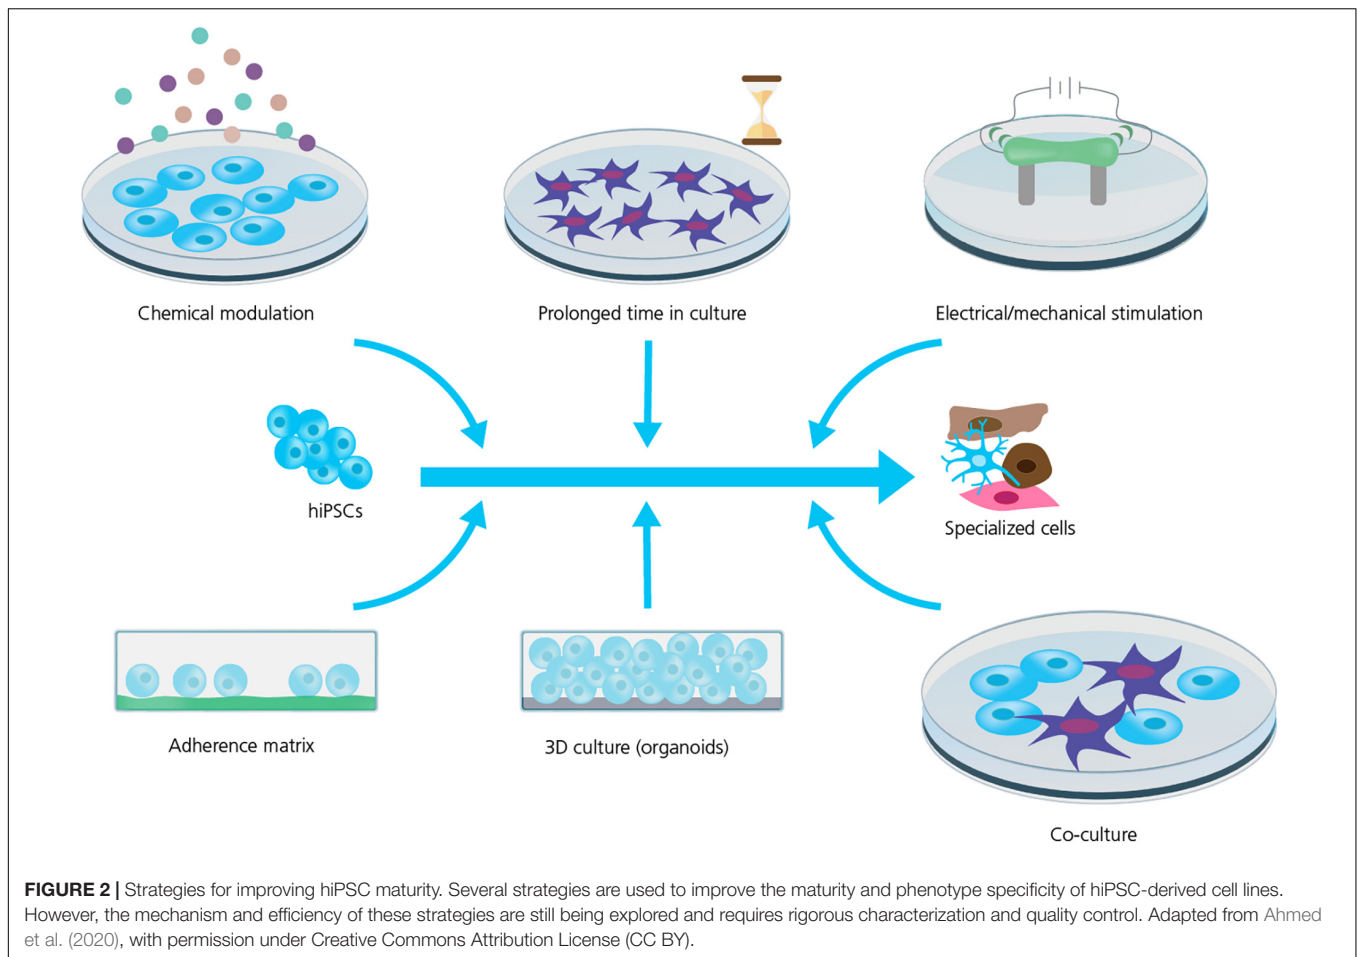 Chemical modulation
Prolonged time in culture
Electrical/mechanical stimulation
hiPSCs
Specialized cells
Adherence matrix
3D culture (organoids)
Co-culture
FIGURE 2 | Strategies for improving hiPSC maturity. Several strategies are used to improve the maturity and phenotype specificity of hiPSC-derived cell lines.
However, the mechanism and efficiency of these strategies are still being explored and requires rigorous characterization and quality control. Adapted from Ahmed
et al. (2020), with permission under Creative Commons Attribution License (CC BY).